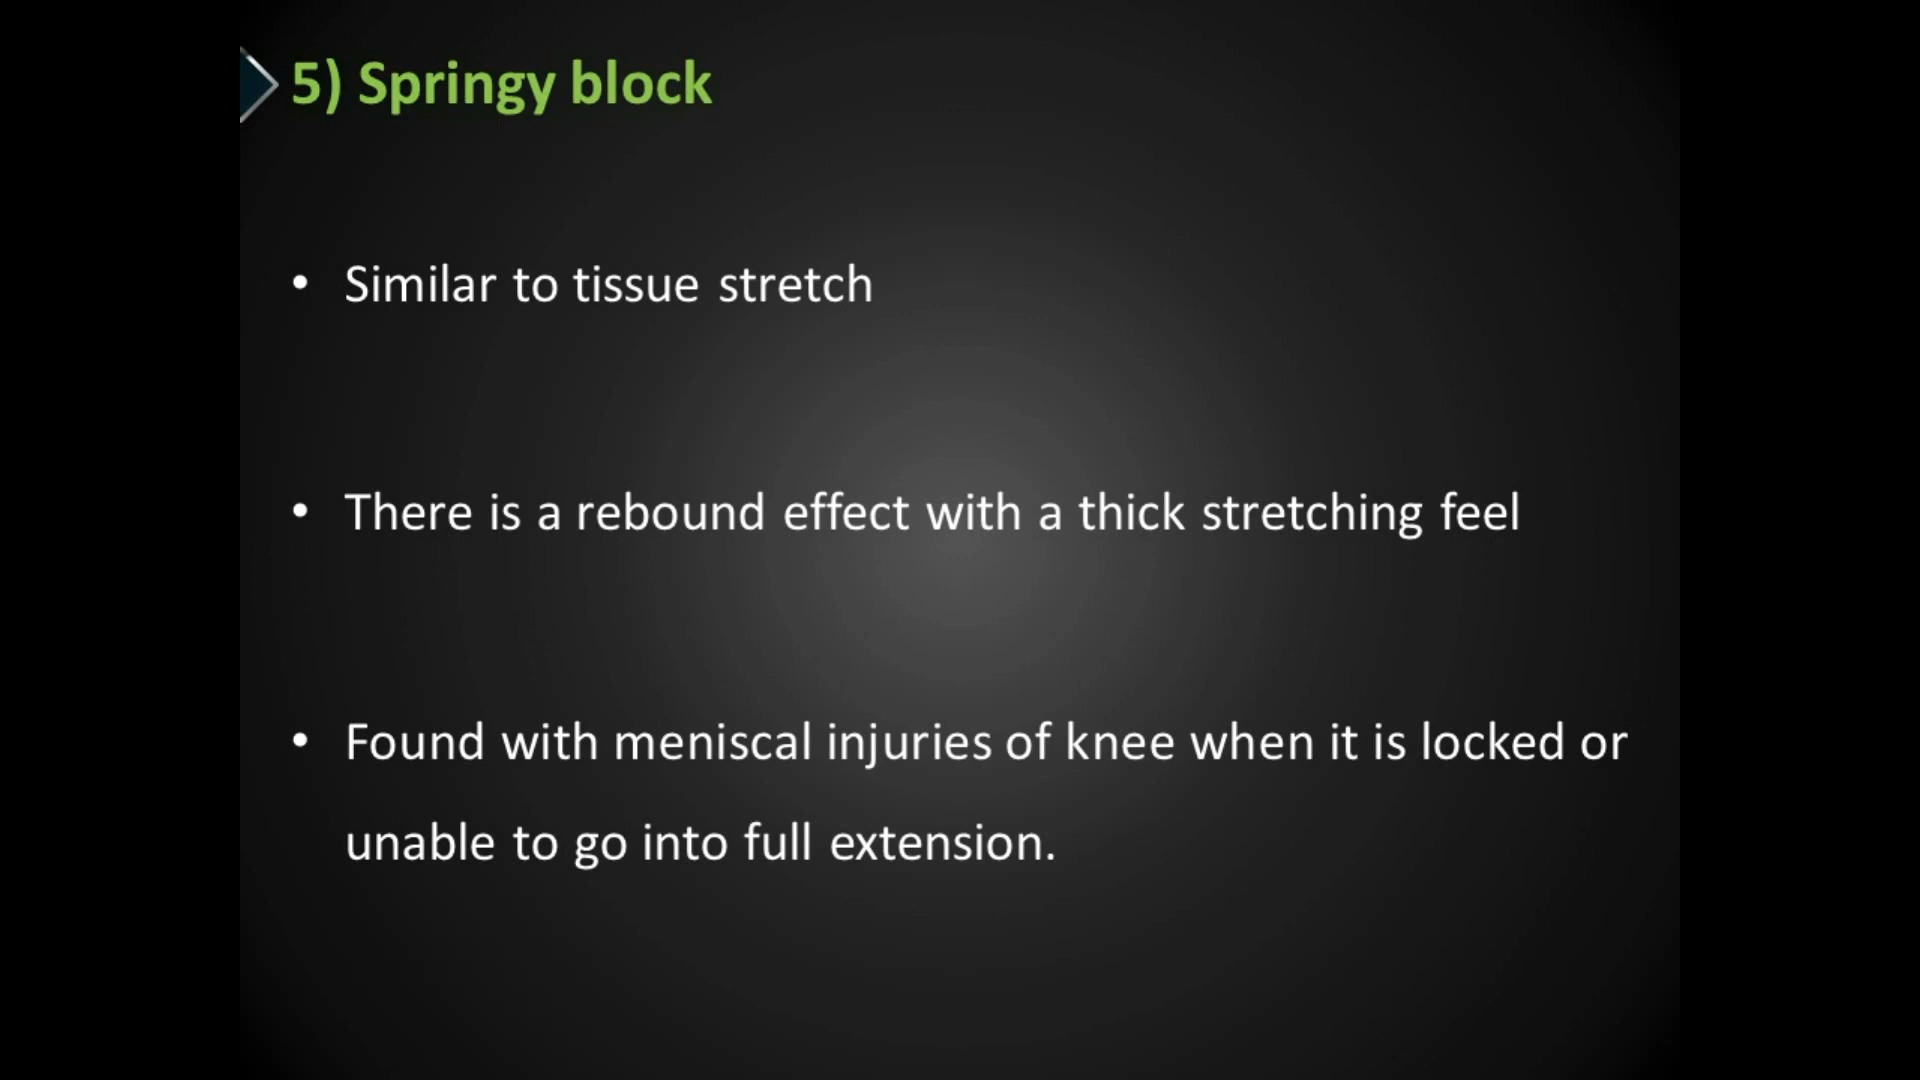 5) Springy block
• Similar to tissue stretch
• There is a rebound effect with a thick stretching feel
• Found with meniscal injuries of knee when it is locked or
unable to go into full extension.